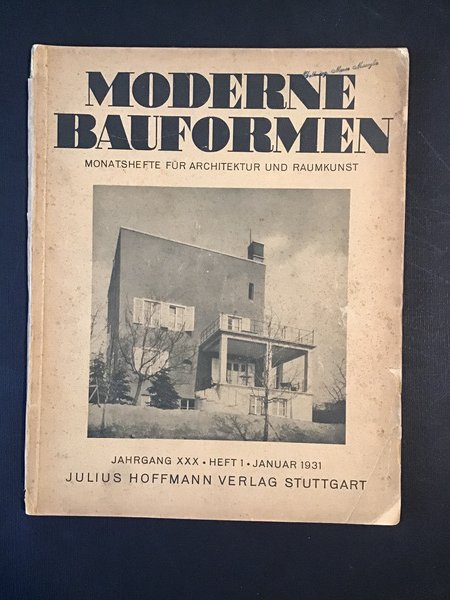 MODERNE
BAUFORMEN
MONATSHEFTE FÜR ARCHITEKTUR UND RAUMKUNST
JAHRGANG XXX • HEFT 1 • JANUAR 1931
JULIUS HOFFMANN VERLAG STUTTGART